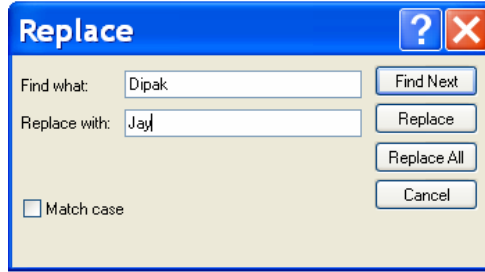 Replace
Find what: Dipak Find Next
Replace with: Jay Replace
Replace All
Cancel
Match case